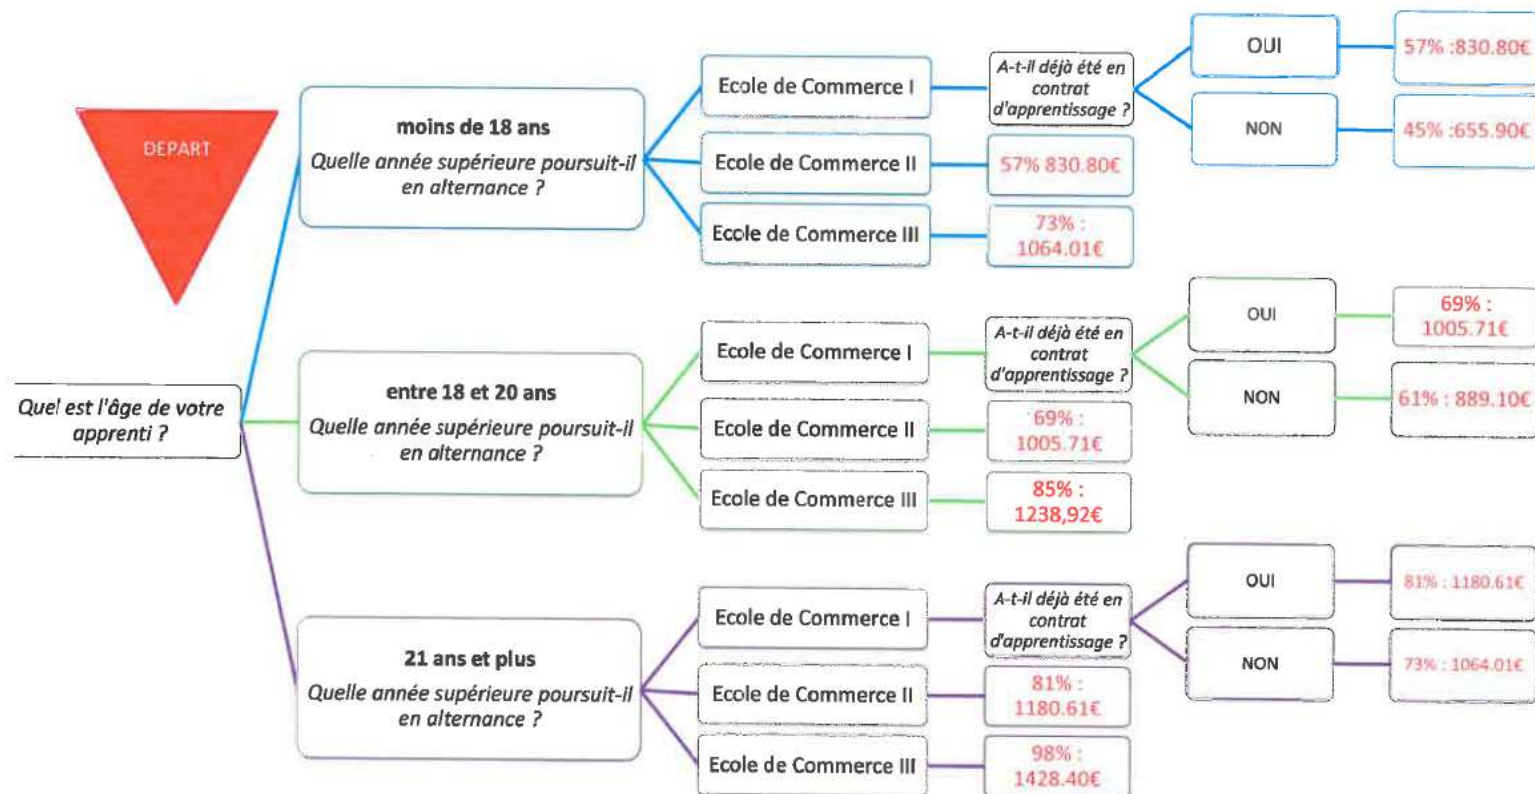 DEPART
Quel est l'âge de votre
apprenti ?
moins de 18 ans
Quelle année supérieure poursuit-il
en alternance ?
Ecole de Commerce I
A-t-il déjà été en
contrat
d'apprentissage ?
OUI
57% :830.80€
NON
45% :655.90€
Ecole de Commerce II
57% 830.80€
Ecole de Commerce III
73% :
1064.01€
entre 18 et 20 ans
Quelle année supérieure poursuit-il
en alternance ?
Ecole de Commerce I
A-t-il déjà été en
contrat
d'apprentissage ?
OUI
69% :
1005.71€
NON
61% : 889.10€
Ecole de Commerce II
69% :
1005.71€
Ecole de Commerce III
85% :
1238,92€
21 ans et plus
Quelle année supérieure poursuit-il
en alternance ?
Ecole de Commerce I
A-t-il déjà été en
contrat
d'apprentissage ?
OUI
81% : 1180.61€
NON
73% : 1064.01€
Ecole de Commerce II
81% :
1180.61€
Ecole de Commerce III
98% :
1428.40€